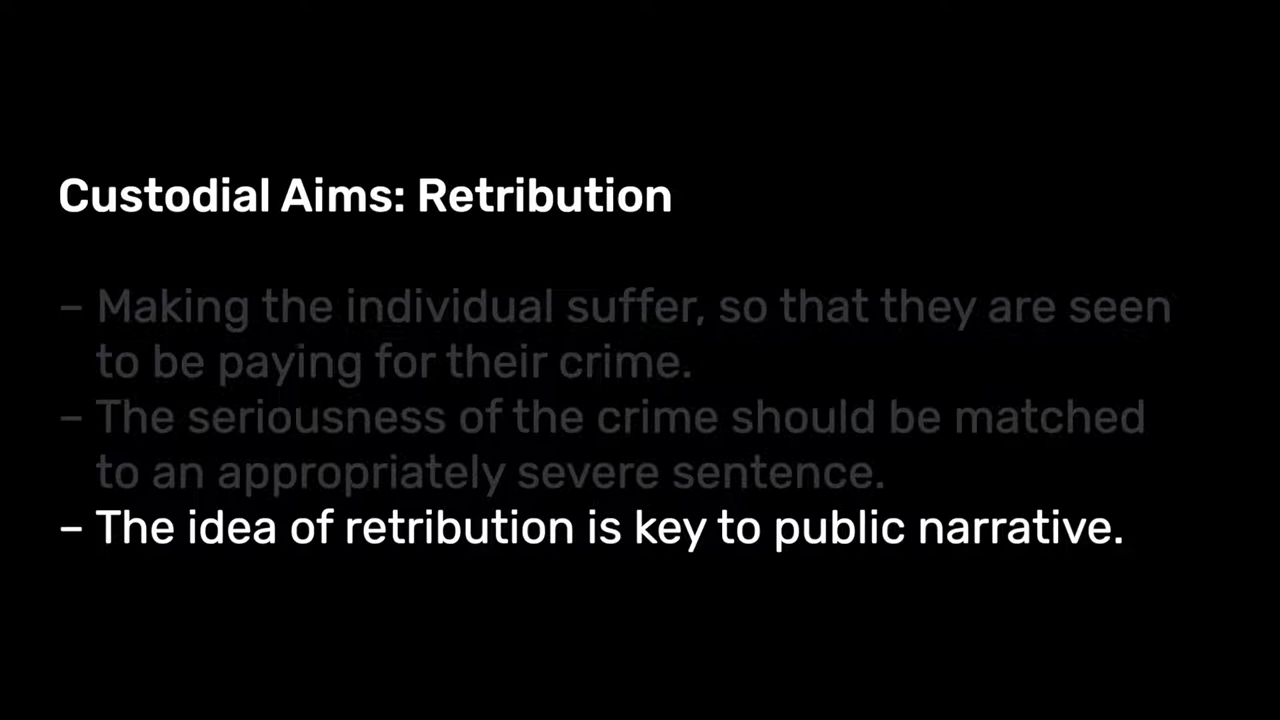 Custodial Aims: Retribution
– Making the individual suffer, so that they are seen
to be paying for their crime.
– The seriousness of the crime should be matched
to an appropriately severe sentence.
– The idea of retribution is key to public narrative.